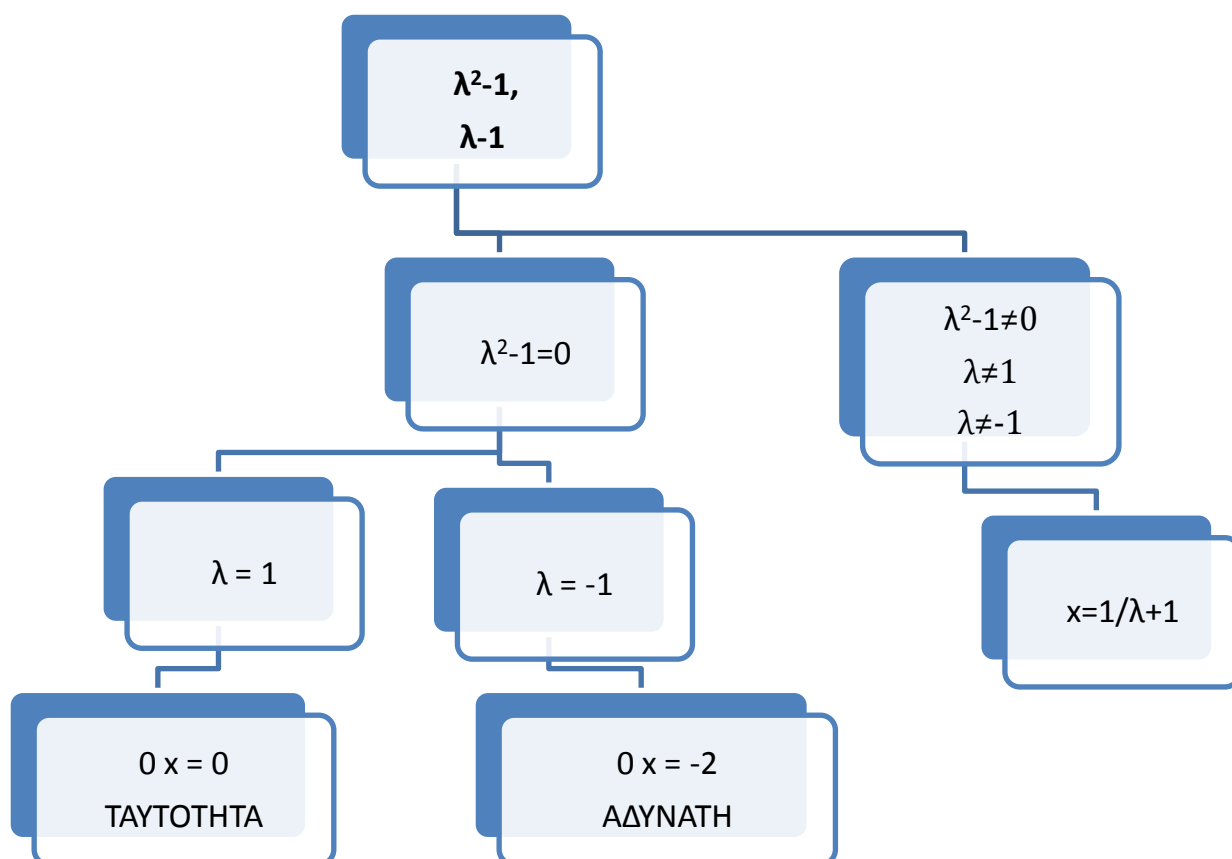 λ²-1,
λ-1
λ²-1=0
λ²-1≠0
λ≠1
λ≠-1
λ = 1
λ = -1
x=1/λ+1
0 x = 0
ΤΑΥΤΟΤΗΤΑ
0 x = -2
ΑΔΥΝΑΤΗ